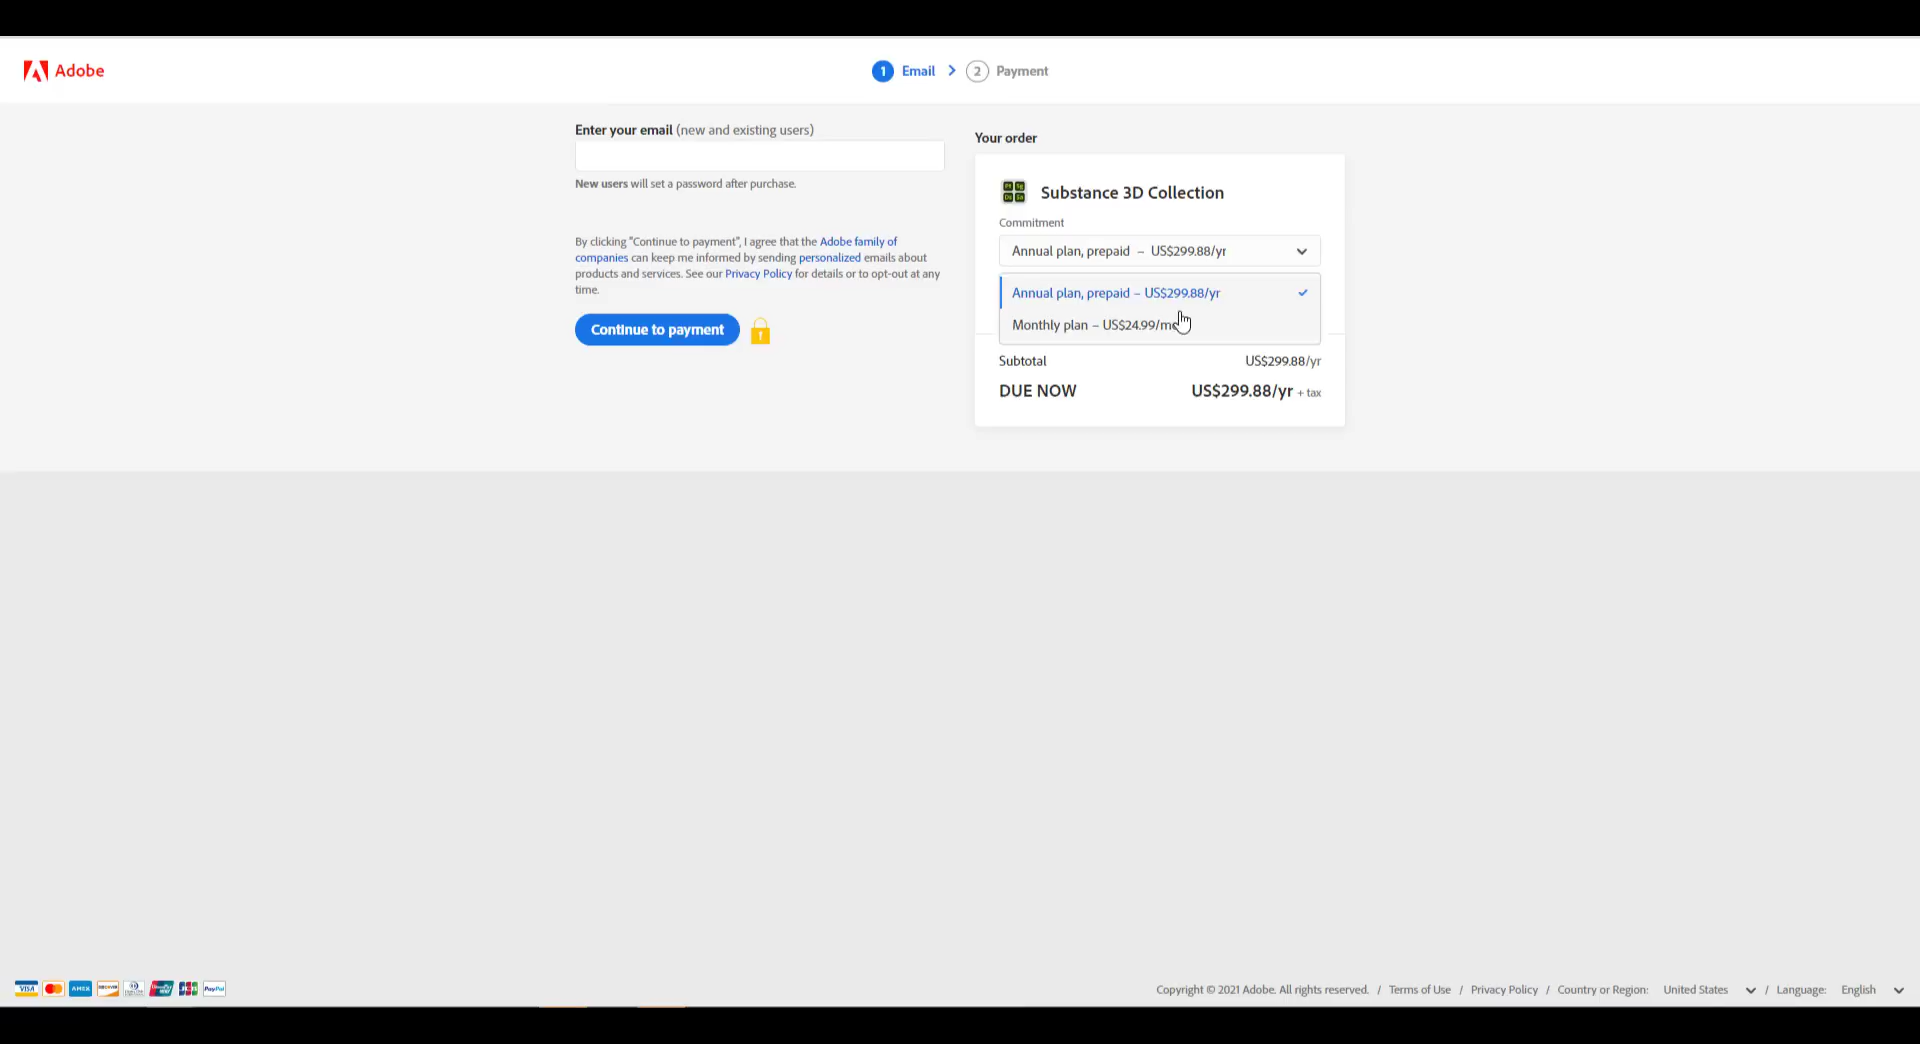 Adobe
1 Email 2 Payment
Enter your email (new and existing users)
New users will set a password after purchase.
By clicking "Continue to payment", I agree that the Adobe family of
companies can keep me informed by sending personalized emails about
products and services. See our Privacy Policy for details or to opt-out at any
time.
Continue to payment
Your order
Substance 3D Collection
Commitment
Annual plan, prepaid – US$299.88/yr
Annual plan, prepaid – US$299.88/yr
Monthly plan – US$24.99/m
Subtotal US$299.88/yr
DUE NOW US$299.88/yr + tax
VISA AMEX DISCOVER PayPal
Copyright © 2021 Adobe. All rights reserved. / Terms of Use / Privacy Policy / Country or Region: United States / Language: English